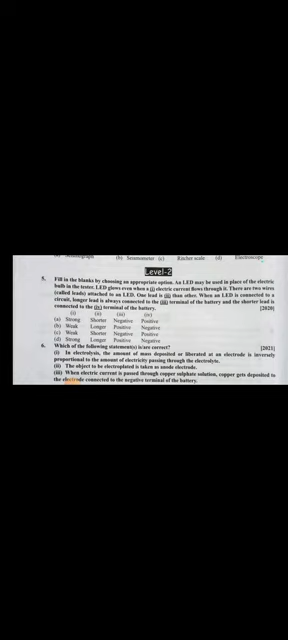 (b) Seismometer (c) Richter scale (d) Electroscope
Level-2
5. Fill in the blanks by choosing an appropriate option. An LED may be used in place of the electric
bulb in the tester. LED glows even when a (i) electric current flows through it. There are two wires
(called leads) attached to an LED. One lead is (ii) than other. When an LED is connected to a
circuit, longer lead is always connected to the (iii) terminal of the battery and the shorter lead is
connected to the (iv) terminal of the battery. [2020]
(i) (ii) (iii) (iv)
(a) Strong Shorter Negative Positive
(b) Weak Longer Positive Negative
(c) Weak Shorter Negative Positive
(d) Strong Longer Positive Negative
6. Which of the following statement(s) is/are correct? [2021]
(i) In electrolysis, the amount of mass deposited or liberated at an electrode is inversely
proportional to the amount of electricity passing through the electrolyte.
(ii) The object to be electroplated is taken as anode electrode.
(iii) When electric current is passed through copper sulphate solution, copper gets deposited to
the electrode connected to the negative terminal of the battery.